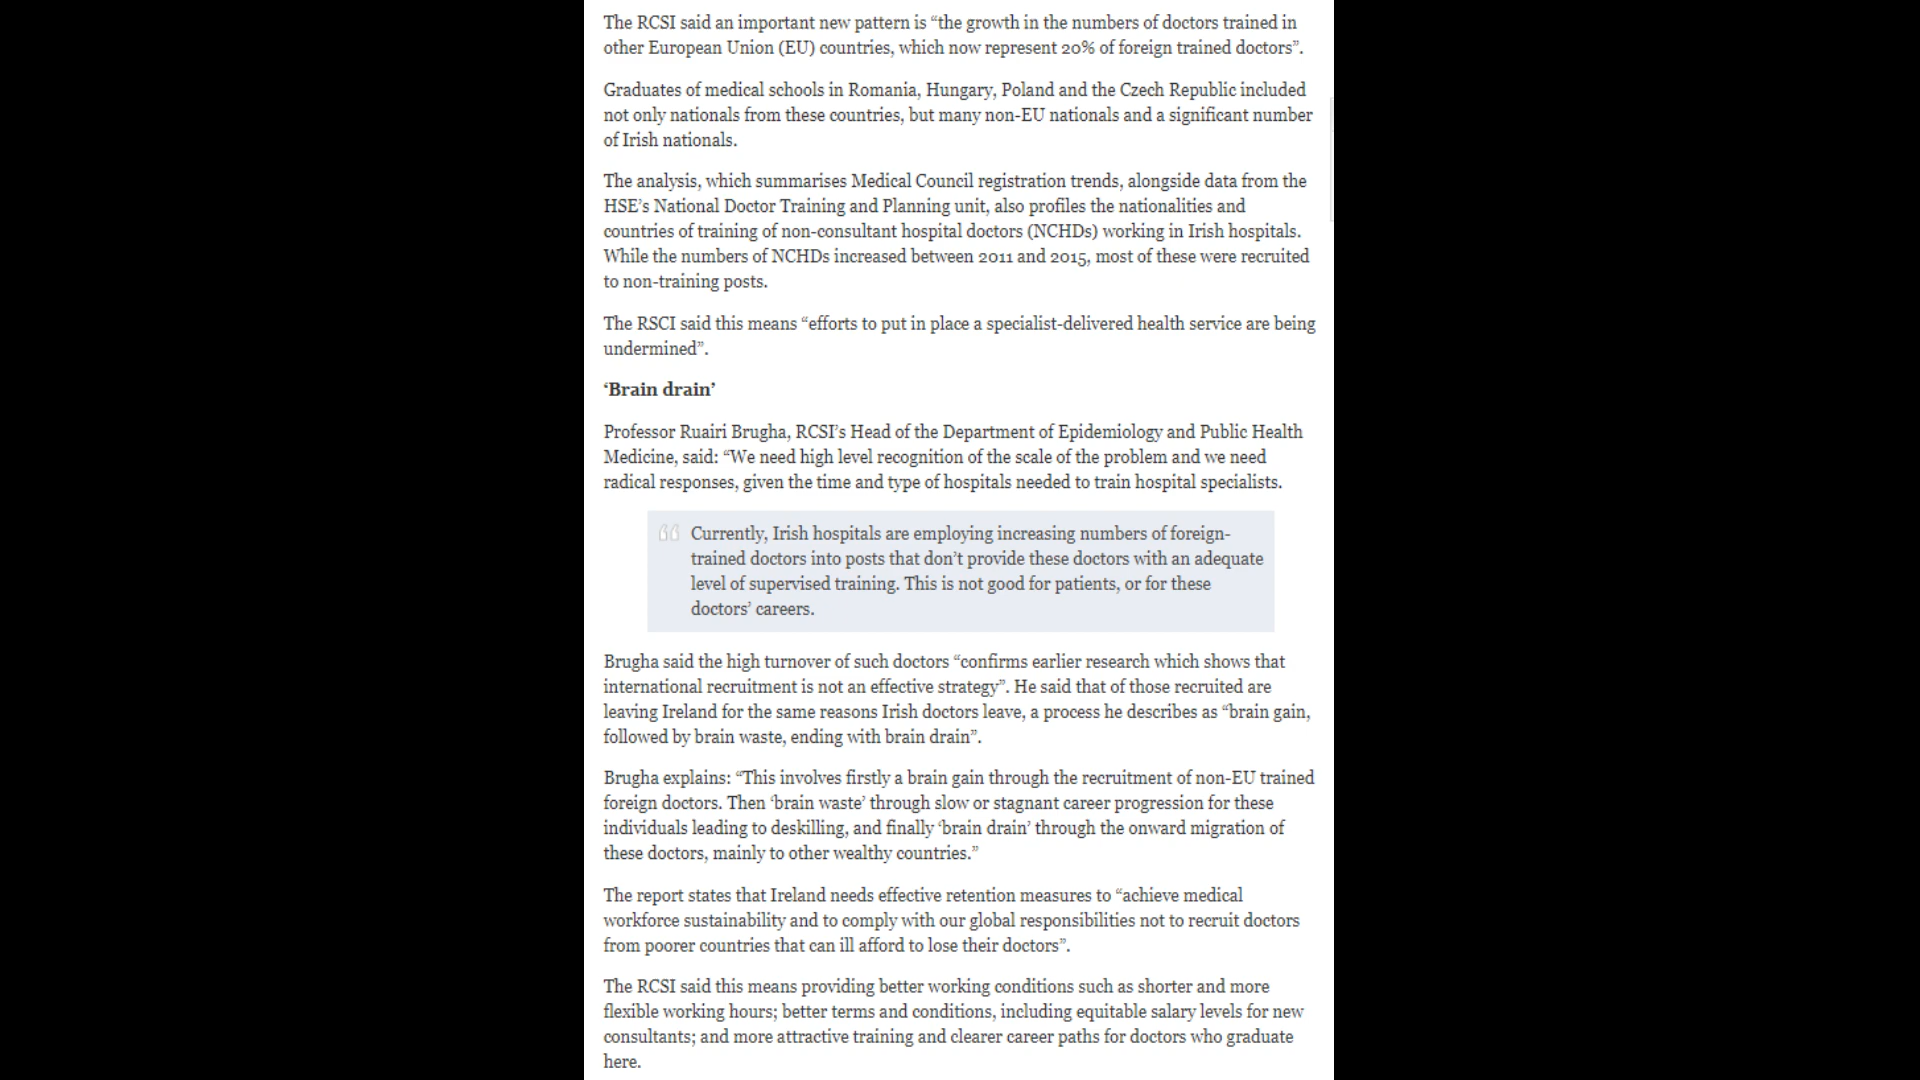 The RCSI said an important new pattern is “the growth in the numbers of doctors trained in
other European Union (EU) countries, which now represent 20% of foreign trained doctors”.
Graduates of medical schools in Romania, Hungary, Poland and the Czech Republic included
not only nationals from these countries, but many non-EU nationals and a significant number
of Irish nationals.
The analysis, which summarises Medical Council registration trends, alongside data from the
HSE’s National Doctor Training and Planning unit, also profiles the nationalities and
countries of training of non-consultant hospital doctors (NCHDs) working in Irish hospitals.
While the numbers of NCHDs increased between 2011 and 2015, most of these were recruited
to non-training posts.
The RSCI said this means “efforts to put in place a specialist-delivered health service are being
undermined”.
‘Brain drain’
Professor Ruairi Brugha, RCSI’s Head of the Department of Epidemiology and Public Health
Medicine, said: “We need high level recognition of the scale of the problem and we need
radical responses, given the time and type of hospitals needed to train hospital specialists.
“ Currently, Irish hospitals are employing increasing numbers of foreign-
trained doctors into posts that don’t provide these doctors with an adequate
level of supervised training. This is not good for patients, or for these
doctors’ careers.
Brugha said the high turnover of such doctors “confirms earlier research which shows that
international recruitment is not an effective strategy”. He said that of those recruited are
leaving Ireland for the same reasons Irish doctors leave, a process he describes as “brain gain,
followed by brain waste, ending with brain drain”.
Brugha explains: “This involves firstly a brain gain through the recruitment of non-EU trained
foreign doctors. Then ‘brain waste’ through slow or stagnant career progression for these
individuals leading to deskilling, and finally ‘brain drain’ through the onward migration of
these doctors, mainly to other wealthy countries.”
The report states that Ireland needs effective retention measures to “achieve medical
workforce sustainability and to comply with our global responsibilities not to recruit doctors
from poorer countries that can ill afford to lose their doctors”.
The RCSI said this means providing better working conditions such as shorter and more
flexible working hours; better terms and conditions, including equitable salary levels for new
consultants; and more attractive training and clearer career paths for doctors who graduate
here.